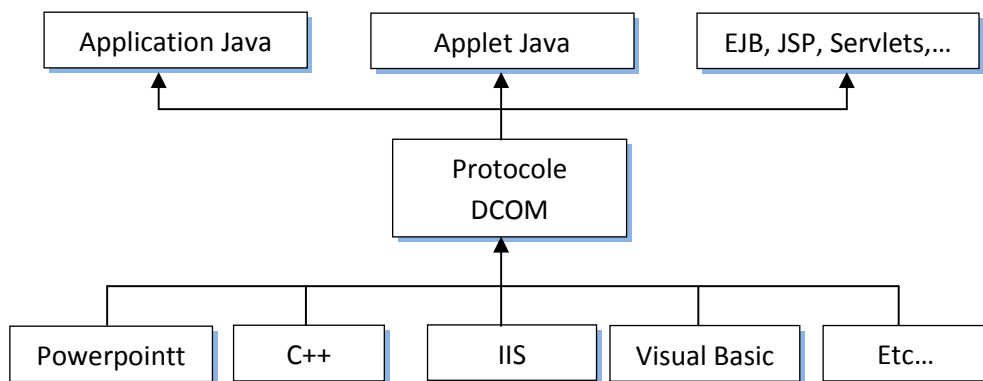 Application Java
Applet Java
EJB, JSP, Servlets,...
Protocole
DCOM
Powerpointt
C++
IIS
Visual Basic
Etc...